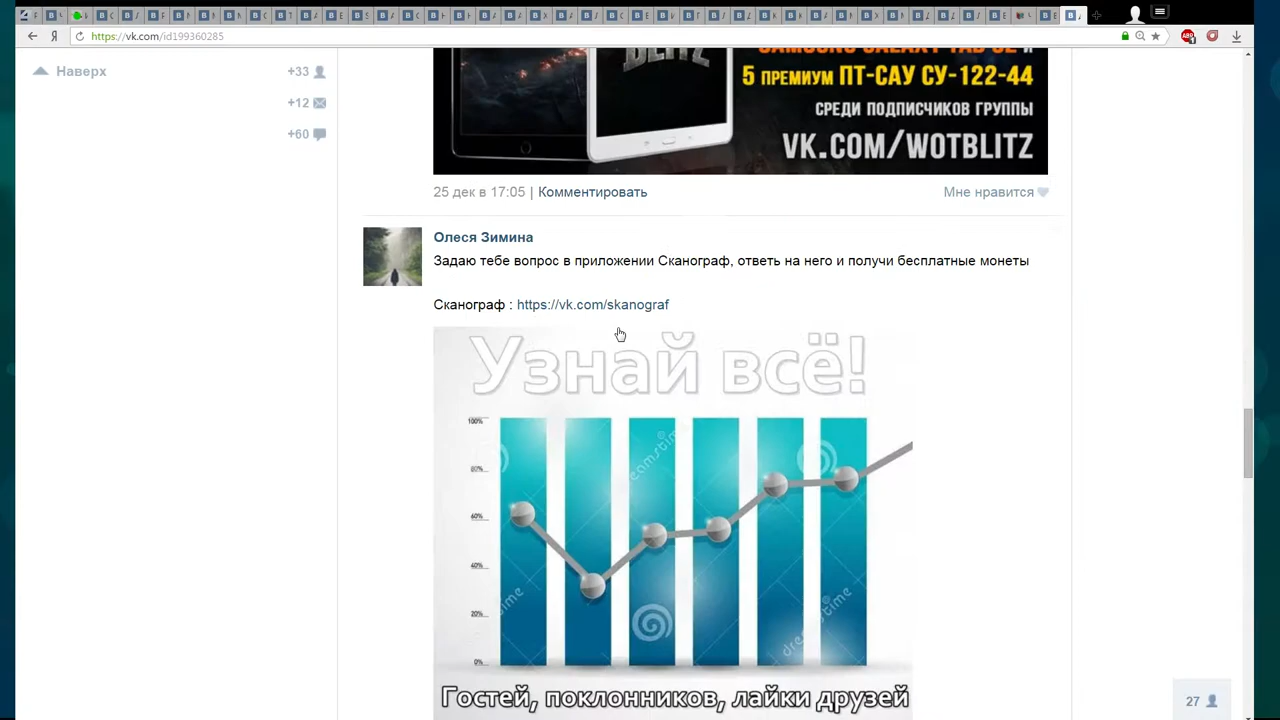 https://vk.com/id199360285
Наверх
+33
+12
+60
5 ПРЕМИУМ ПТ-САУ СУ-122-44
СРЕДИ ПОДПИСЧИКОВ ГРУППЫ
VK.COM/WOTBLITZ
BLITZ
25 дек в 17:05 | Комментировать
Мне нравится
Олеся Зимина
Задаю тебе вопрос в приложении Сканограф, ответь на него и получи бесплатные монеты
Сканограф : https://vk.com/skanograf
Узнай всё!
100%
80%
60%
40%
20%
0%
dreamstime
Гостей, поклонников, лайки друзей
27